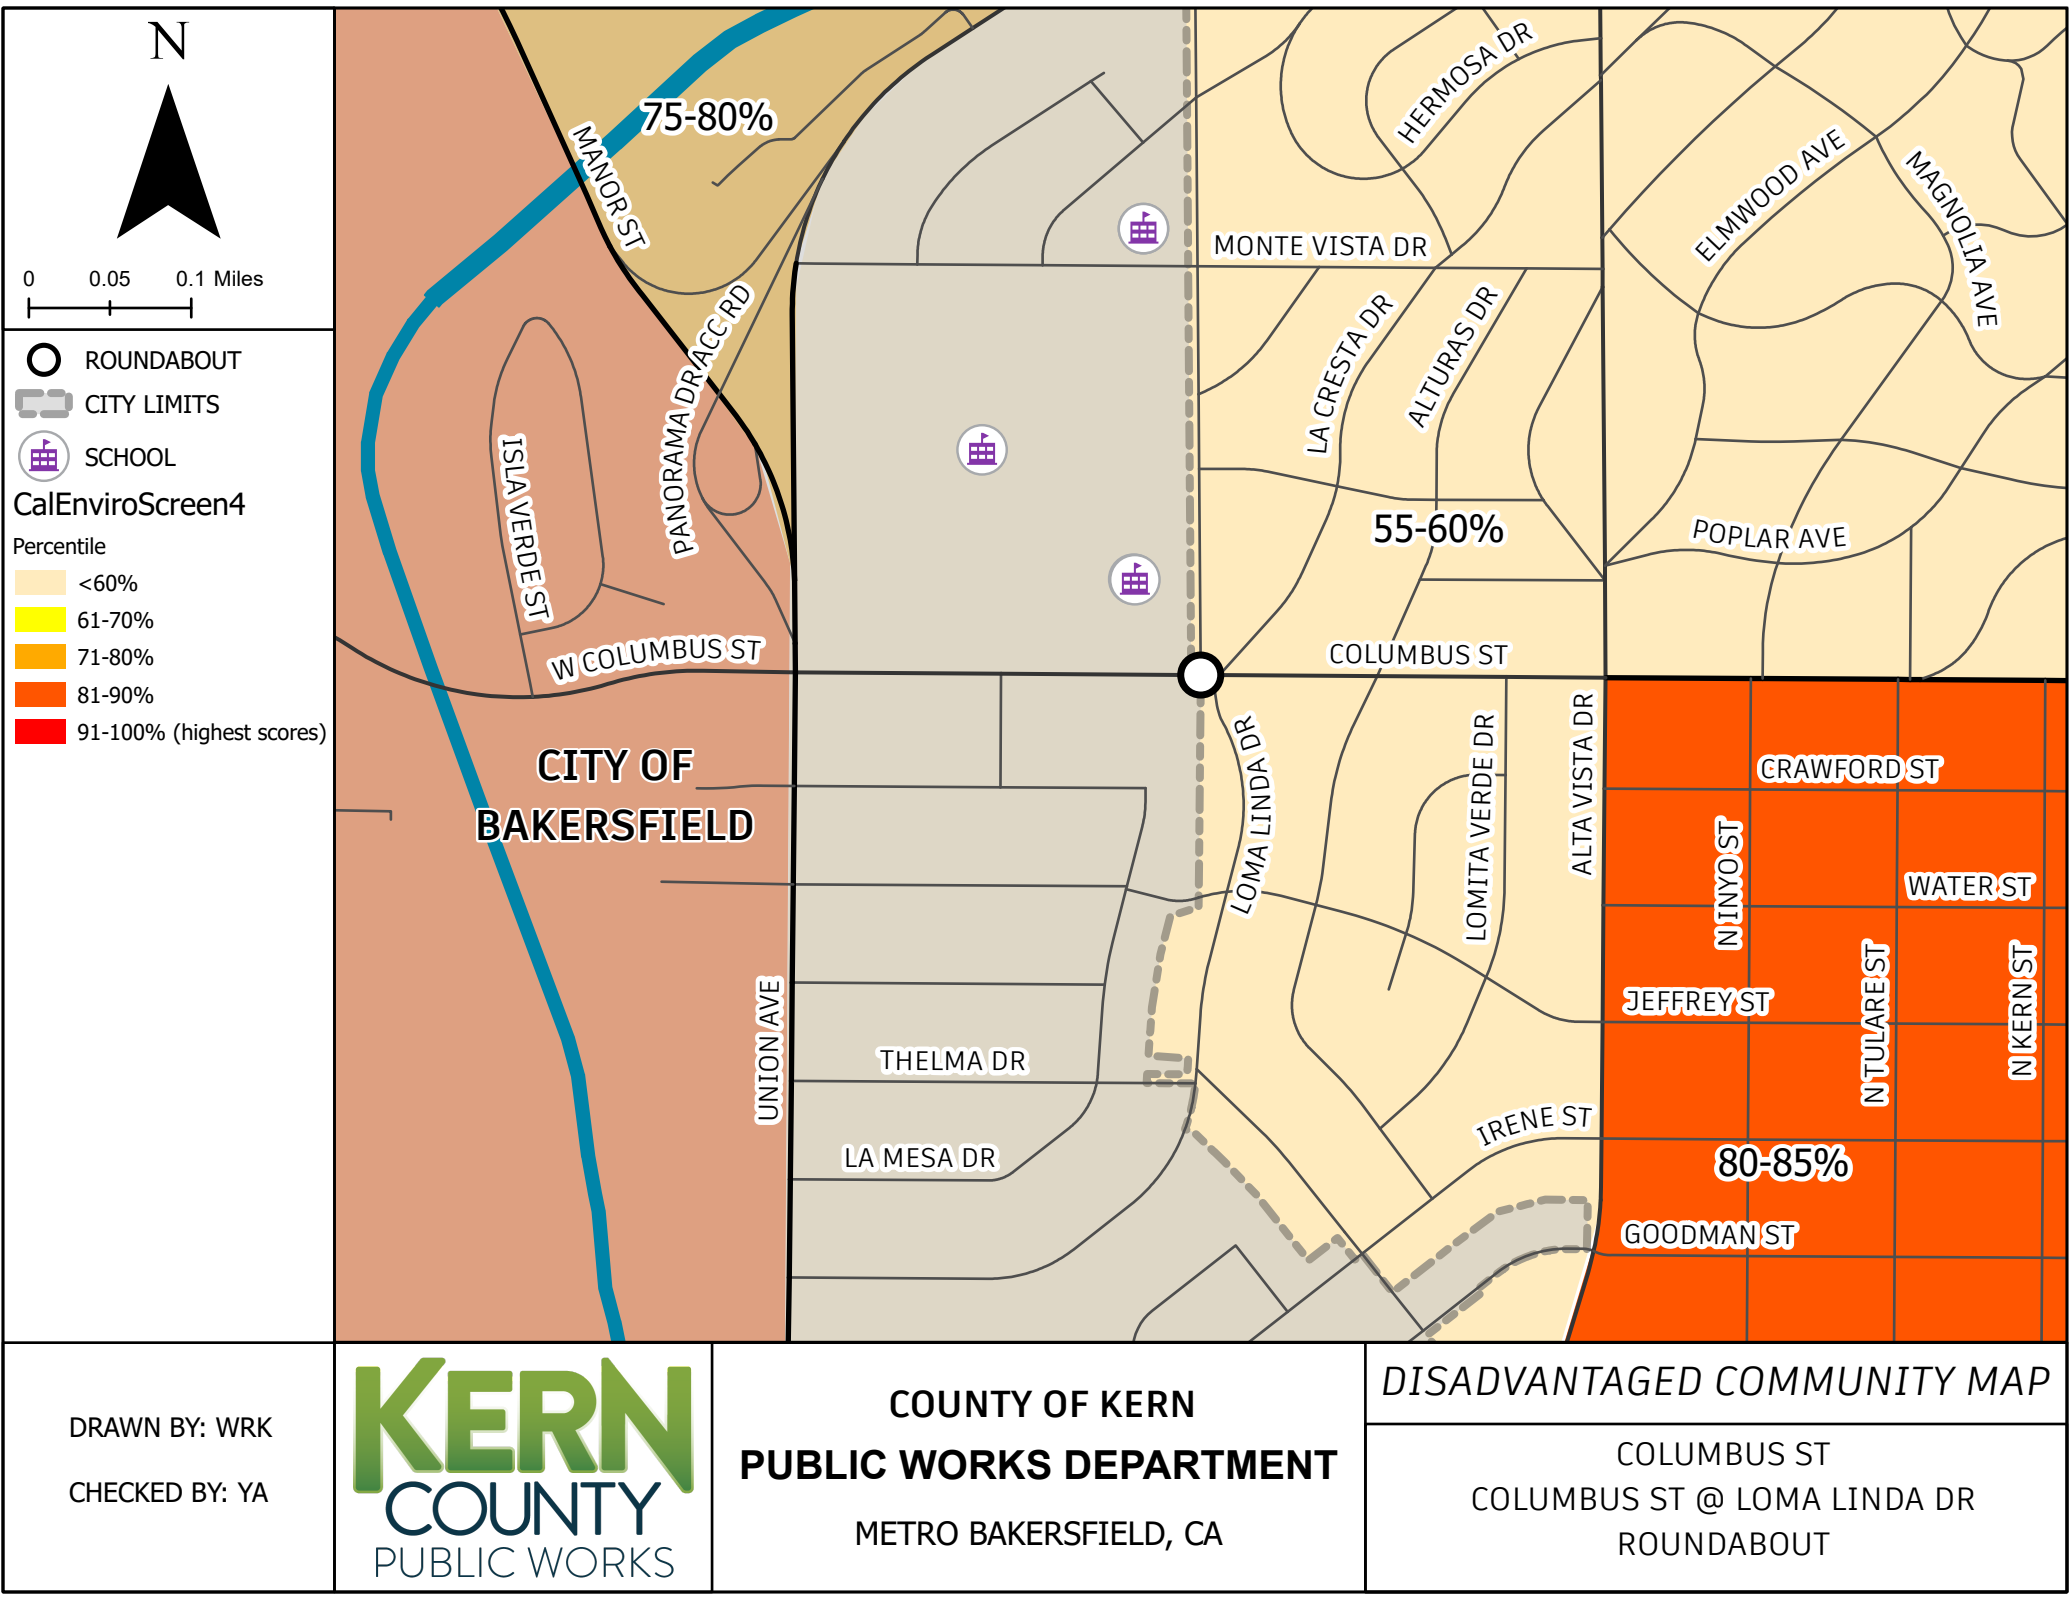 N
0 0.05 0.1 Miles
ROUNDABOUT
CITY LIMITS
SCHOOL
CalEnviroScreen4
Percentile
<60%
61-70%
71-80%
81-90%
91-100% (highest scores)
75-80%
MANOR ST
PANORAMA DR ACC RD
ISLA VERDE ST
W COLUMBUS ST
CITY OF
BAKERSFIELD
UNION AVE
THELMA DR
LA MESA DR
HERMOSA DR
MONTE VISTA DR
LA CRESTA DR
ALTURAS DR
55-60%
COLUMBUS ST
ELMWOOD AVE
MAGNOLIA AVE
POPLAR AVE
LOMA LINDA DR
LOMITA VERDE DR
ALTA VISTA DR
CRAWFORD ST
N INYO ST
WATER ST
N TULARE ST
N KERN ST
JEFFREY ST
IRENE ST
80-85%
GOODMAN ST
DRAWN BY: WRK
CHECKED BY: YA
KERN
COUNTY
PUBLIC WORKS
COUNTY OF KERN
PUBLIC WORKS DEPARTMENT
METRO BAKERSFIELD, CA
DISADVANTAGED COMMUNITY MAP
COLUMBUS ST
COLUMBUS ST @ LOMA LINDA DR
ROUNDABOUT